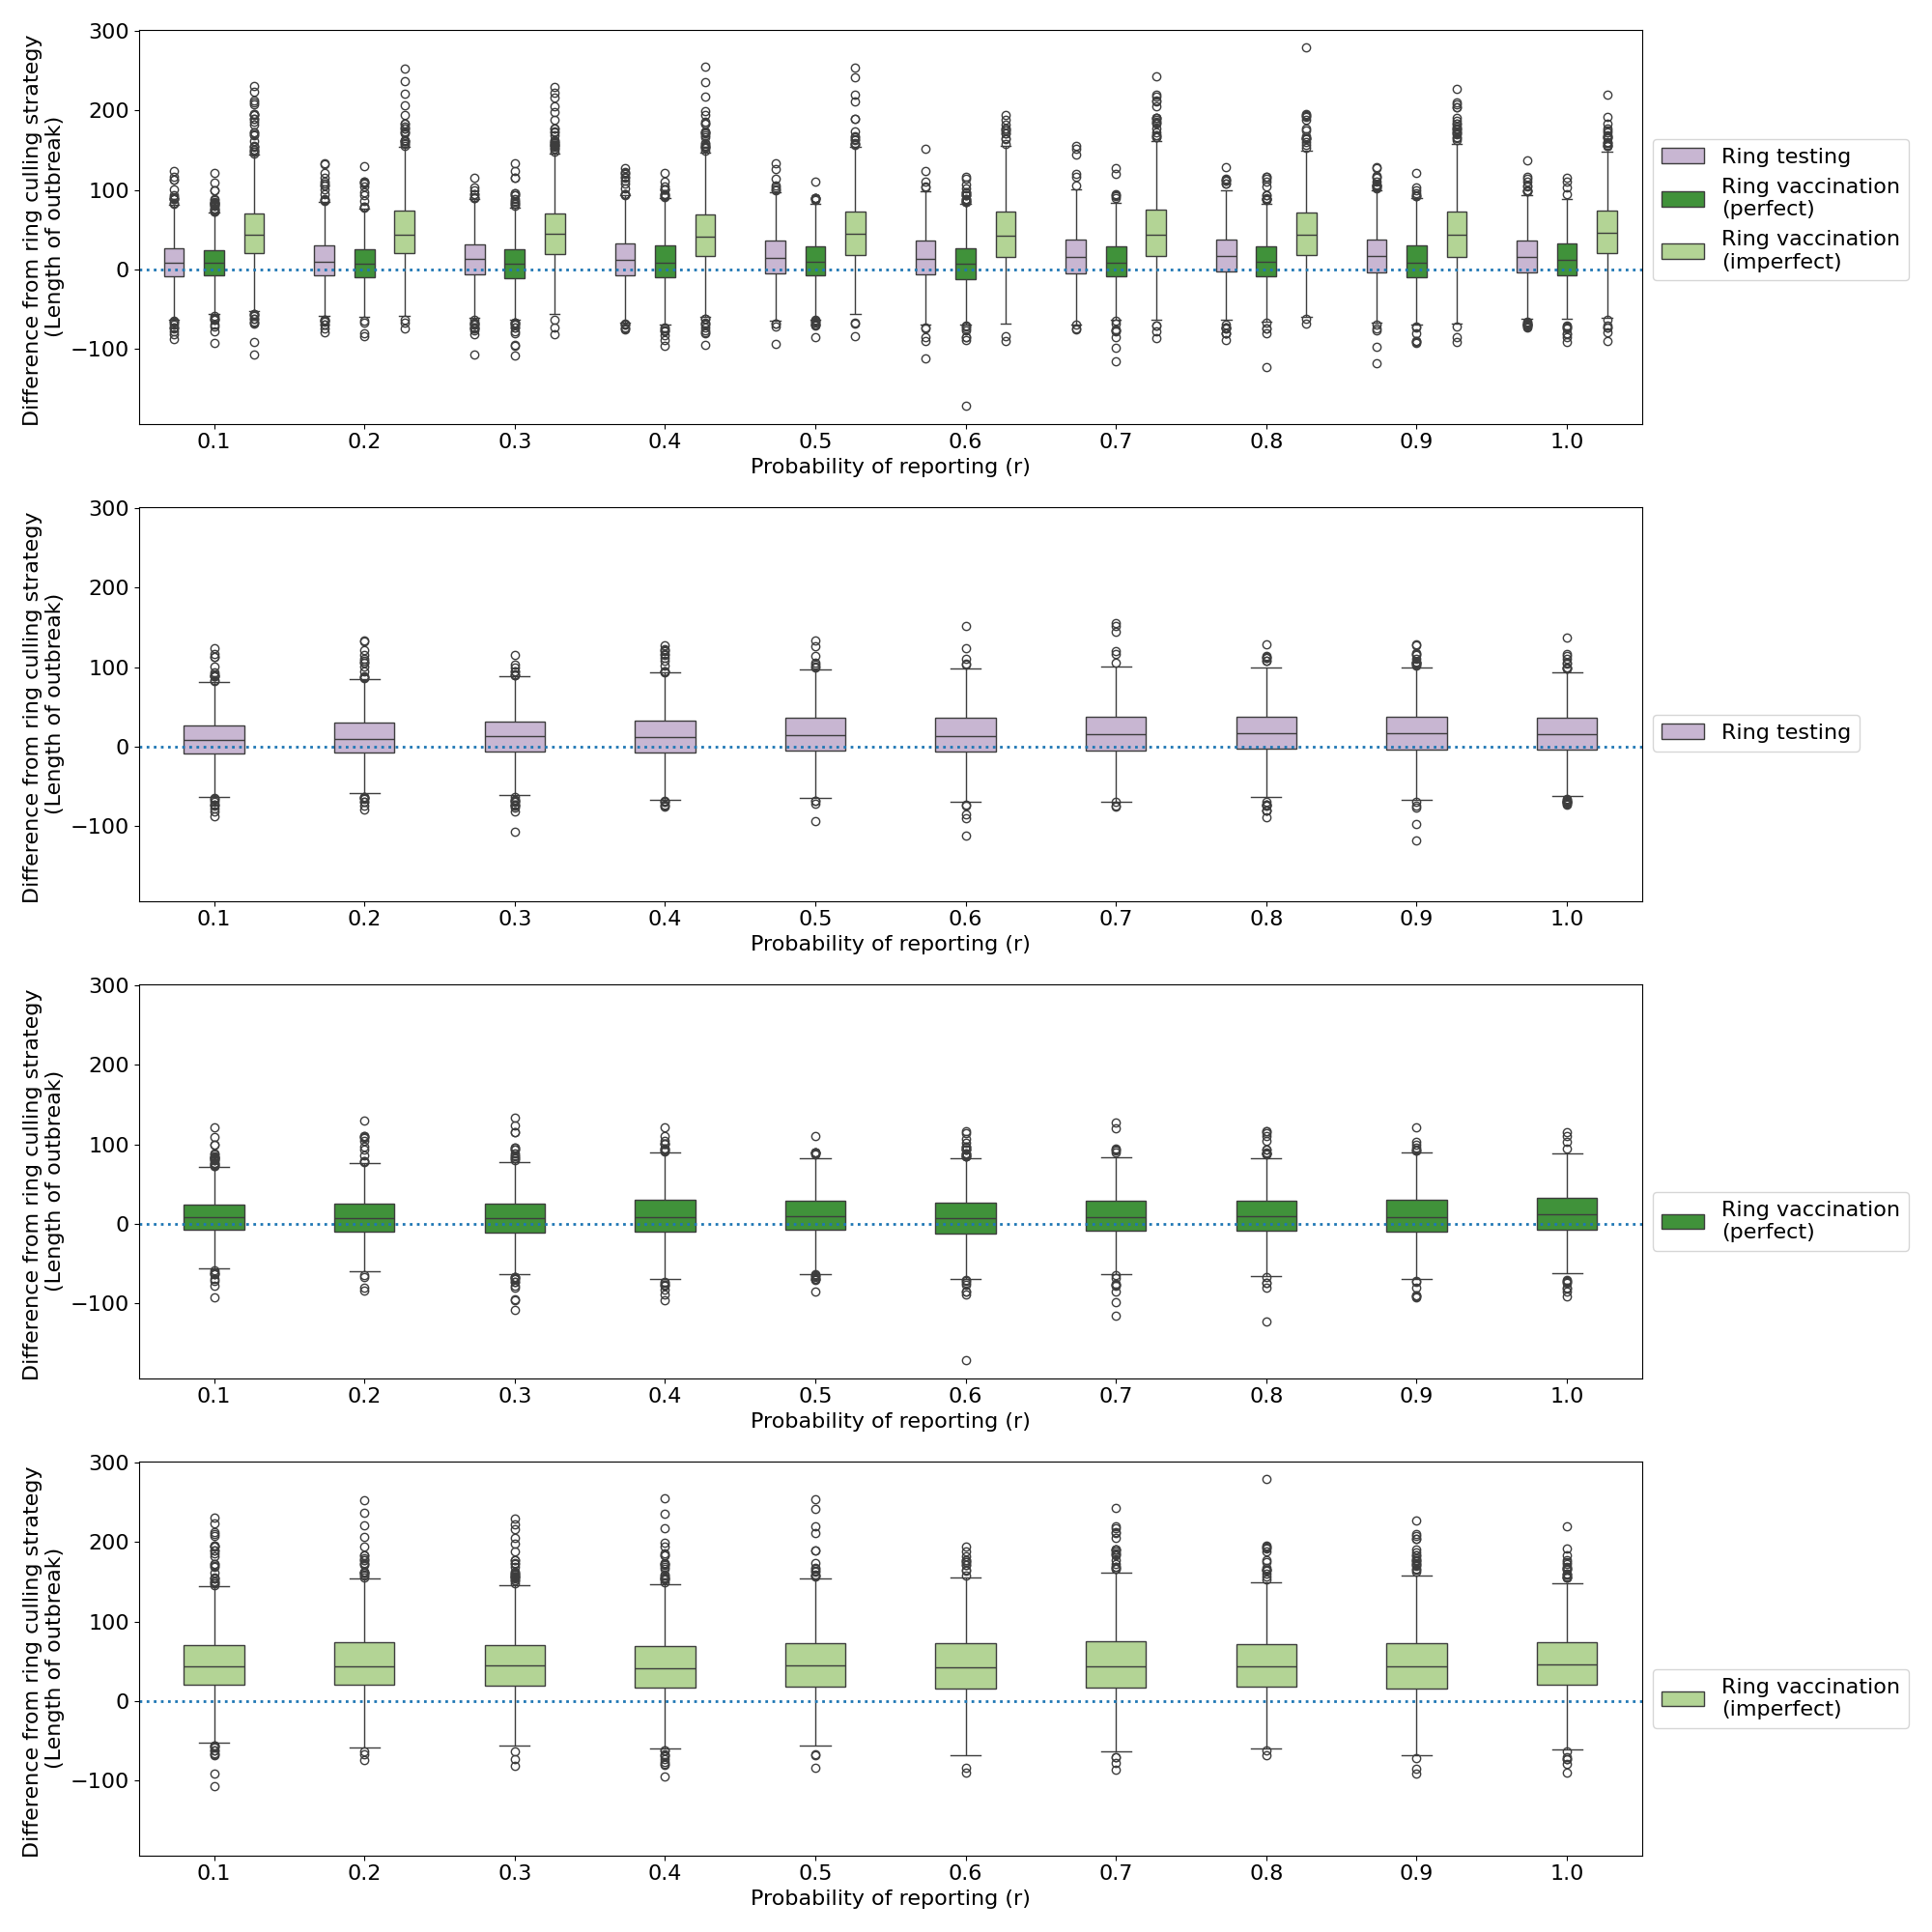 Difference from ring culling strategy
(Length of outbreak)
300
200
100
0
−100
0.1 0.2 0.3 0.4 0.5 0.6 0.7 0.8 0.9 1.0
Probability of reporting (r)
Ring testing
Ring vaccination
(perfect)
Ring vaccination
(imperfect)
Difference from ring culling strategy
(Length of outbreak)
300
200
100
0
−100
0.1 0.2 0.3 0.4 0.5 0.6 0.7 0.8 0.9 1.0
Probability of reporting (r)
Ring testing
Difference from ring culling strategy
(Length of outbreak)
300
200
100
0
−100
0.1 0.2 0.3 0.4 0.5 0.6 0.7 0.8 0.9 1.0
Probability of reporting (r)
Ring vaccination
(perfect)
Difference from ring culling strategy
(Length of outbreak)
300
200
100
0
−100
0.1 0.2 0.3 0.4 0.5 0.6 0.7 0.8 0.9 1.0
Probability of reporting (r)
Ring vaccination
(imperfect)